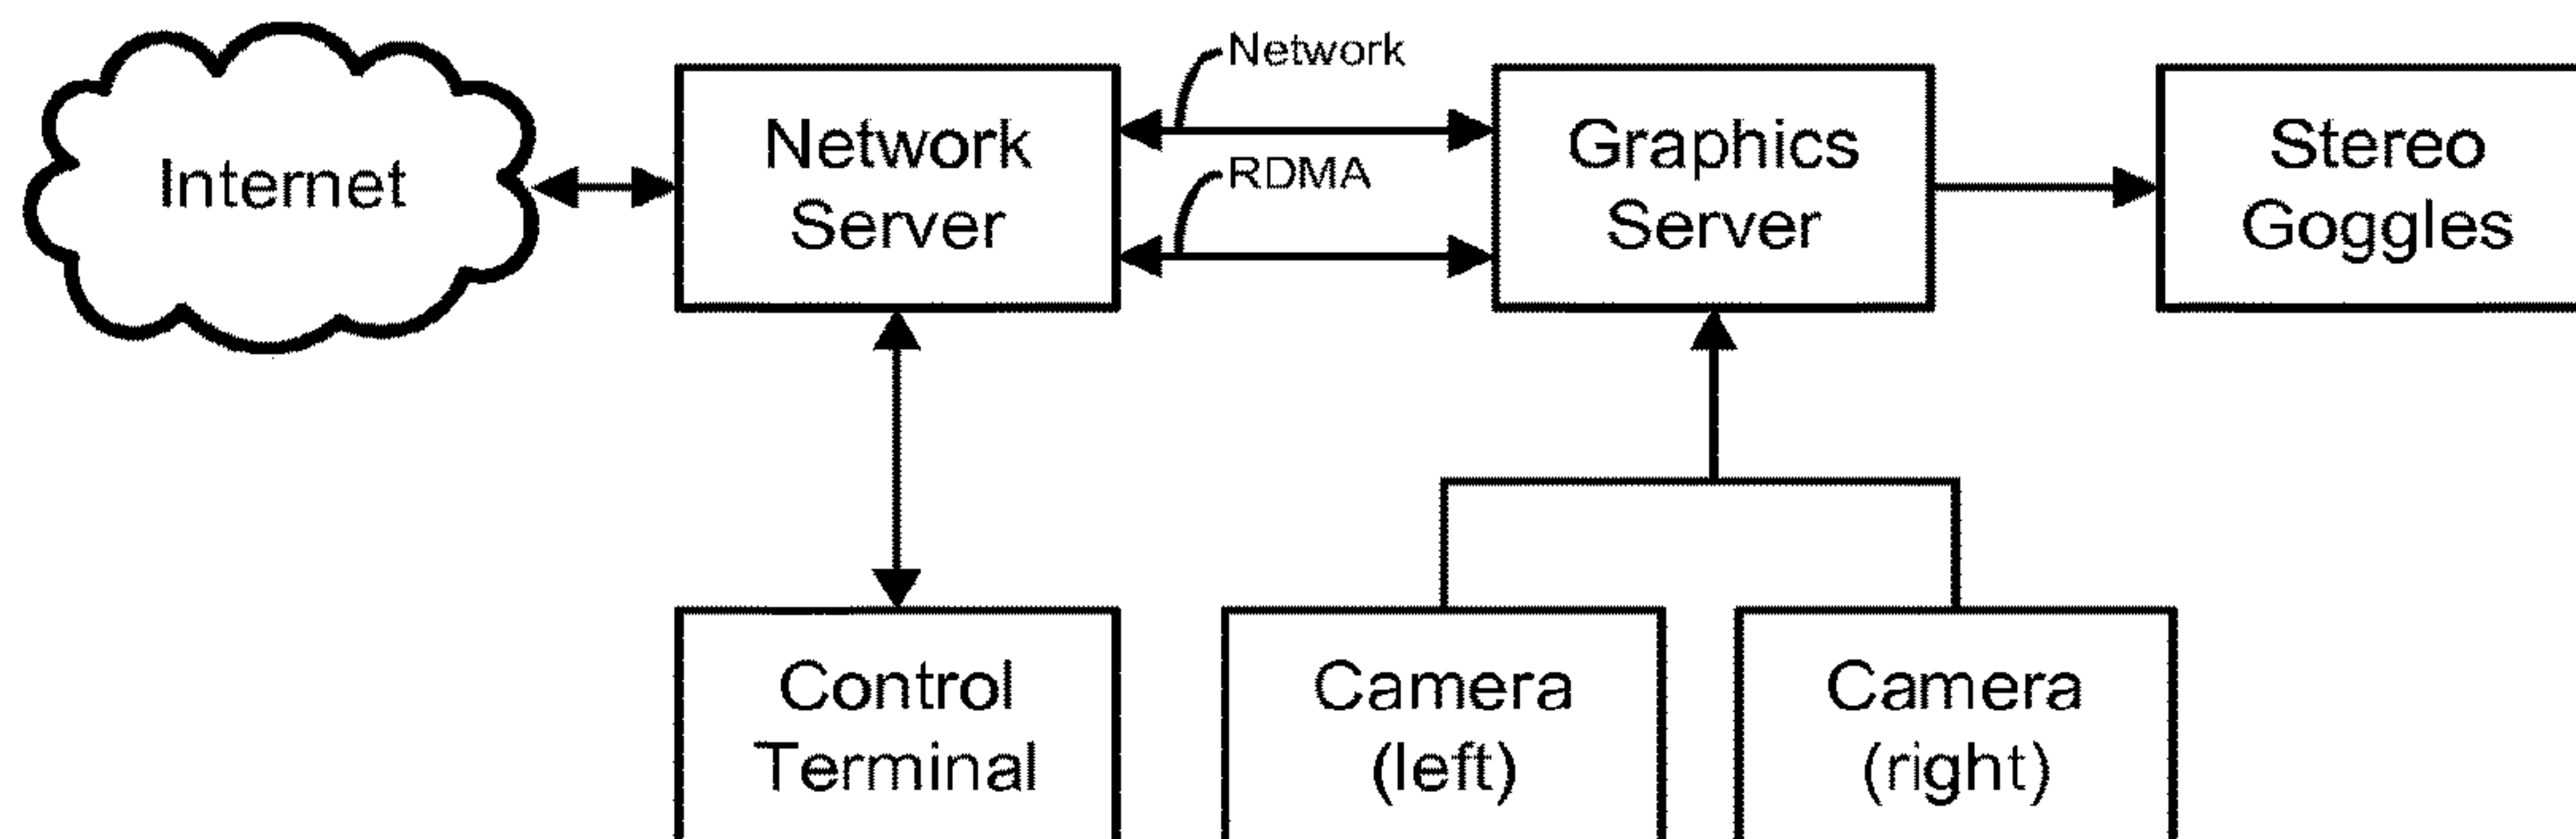 Internet
Network
Server
Network
RDMA
Graphics
Server
Stereo
Goggles
Control
Terminal
Camera
(left)
Camera
(right)